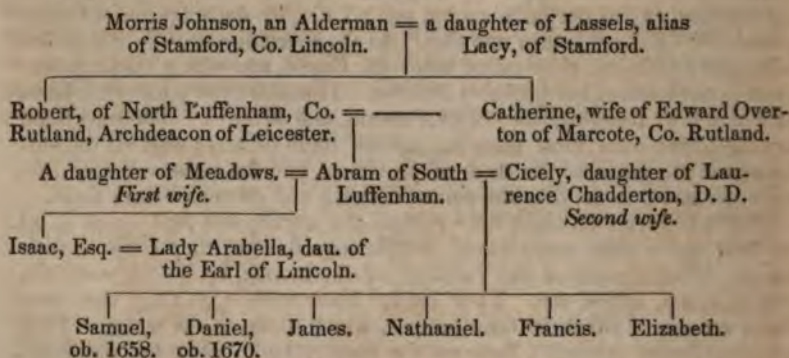 Morris Johnson, an Alderman = a daughter of Lassels, alias
of Stamford, Co. Lincoln. Lacy, of Stamford.
Robert, of North Luffenham, Co. = —— Catherine, wife of Edward Over-
Rutland, Archdeacon of Leicester. ton of Marcote, Co. Rutland.
A daughter of Meadows. = Abram of South = Cicely, daughter of Lau-
First wife. Luffenham. rence Chadderton, D. D.
Second wife.
Isaac, Esq. = Lady Arabella, dau. of
the Earl of Lincoln.
Samuel, Daniel, James. Nathaniel. Francis. Elizabeth.
ob. 1658. ob. 1670.